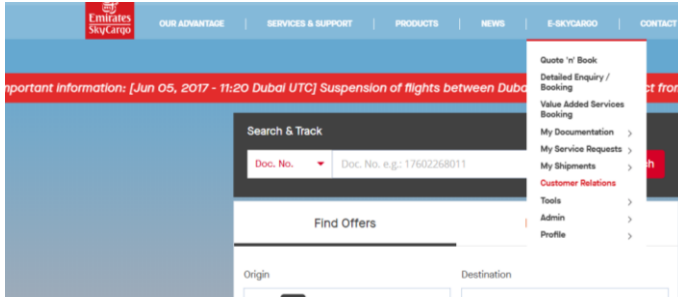 Emirates
SkyCargo
OUR ADVANTAGE
SERVICES & SUPPORT
PRODUCTS
NEWS
E-SKYCARGO
CONTACT
Quote 'n' Book
Detailed Enquiry /
Booking
Value Added Services
Booking
My Documentation
My Service Requests
My Shipments
Customer Relations
Tools
Admin
Profile
mportant information: [Jun 05, 2017 - 11:20 Dubai UTC] Suspension of flights between Duba
ct fro
Search & Track
Doc. No.
Doc. No. e.g.: 17602268011
h
Find Offers
Origin
Destination